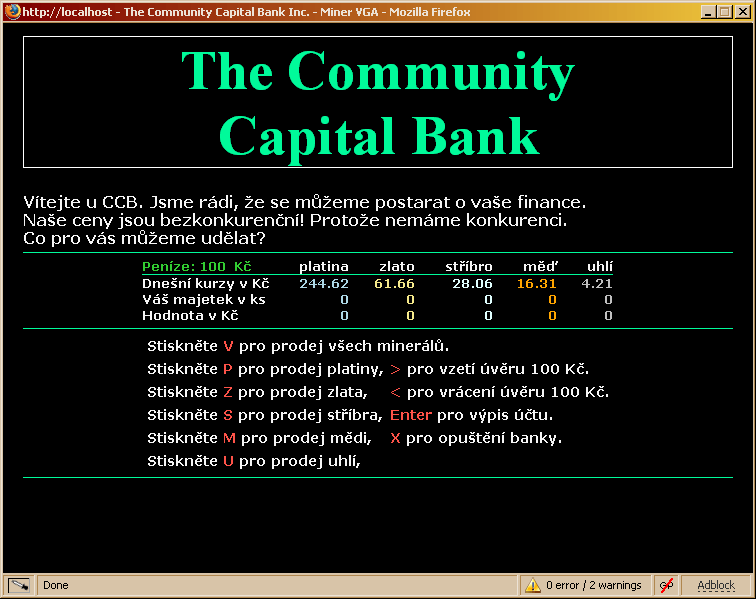 http://localhost - The Community Capital Bank Inc. - Miner VGA - Mozilla Firefox
The Community
Capital Bank
Vítejte u CCB. Jsme rádi, že se můžeme postarat o vaše finance.
Naše ceny jsou bezkonkurenční! Protože nemáme konkurenci.
Co pro vás můžeme udělat?
Peníze: 100 Kč platina zlato stříbro měď uhlí
Dnešní kurzy v Kč 244.62 61.66 28.06 16.31 4.21
Váš majetek v ks 0 0 0 0 0
Hodnota v Kč 0 0 0 0 0
Stiskněte V pro prodej všech minerálů.
Stiskněte P pro prodej platiny, > pro vzetí úvěru 100 Kč.
Stiskněte Z pro prodej zlata, < pro vrácení úvěru 100 Kč.
Stiskněte S pro prodej stříbra, Enter pro výpis účtu.
Stiskněte M pro prodej mědi, X pro opuštění banky.
Stiskněte U pro prodej uhlí,
Done 0 error / 2 warnings GP Adblock